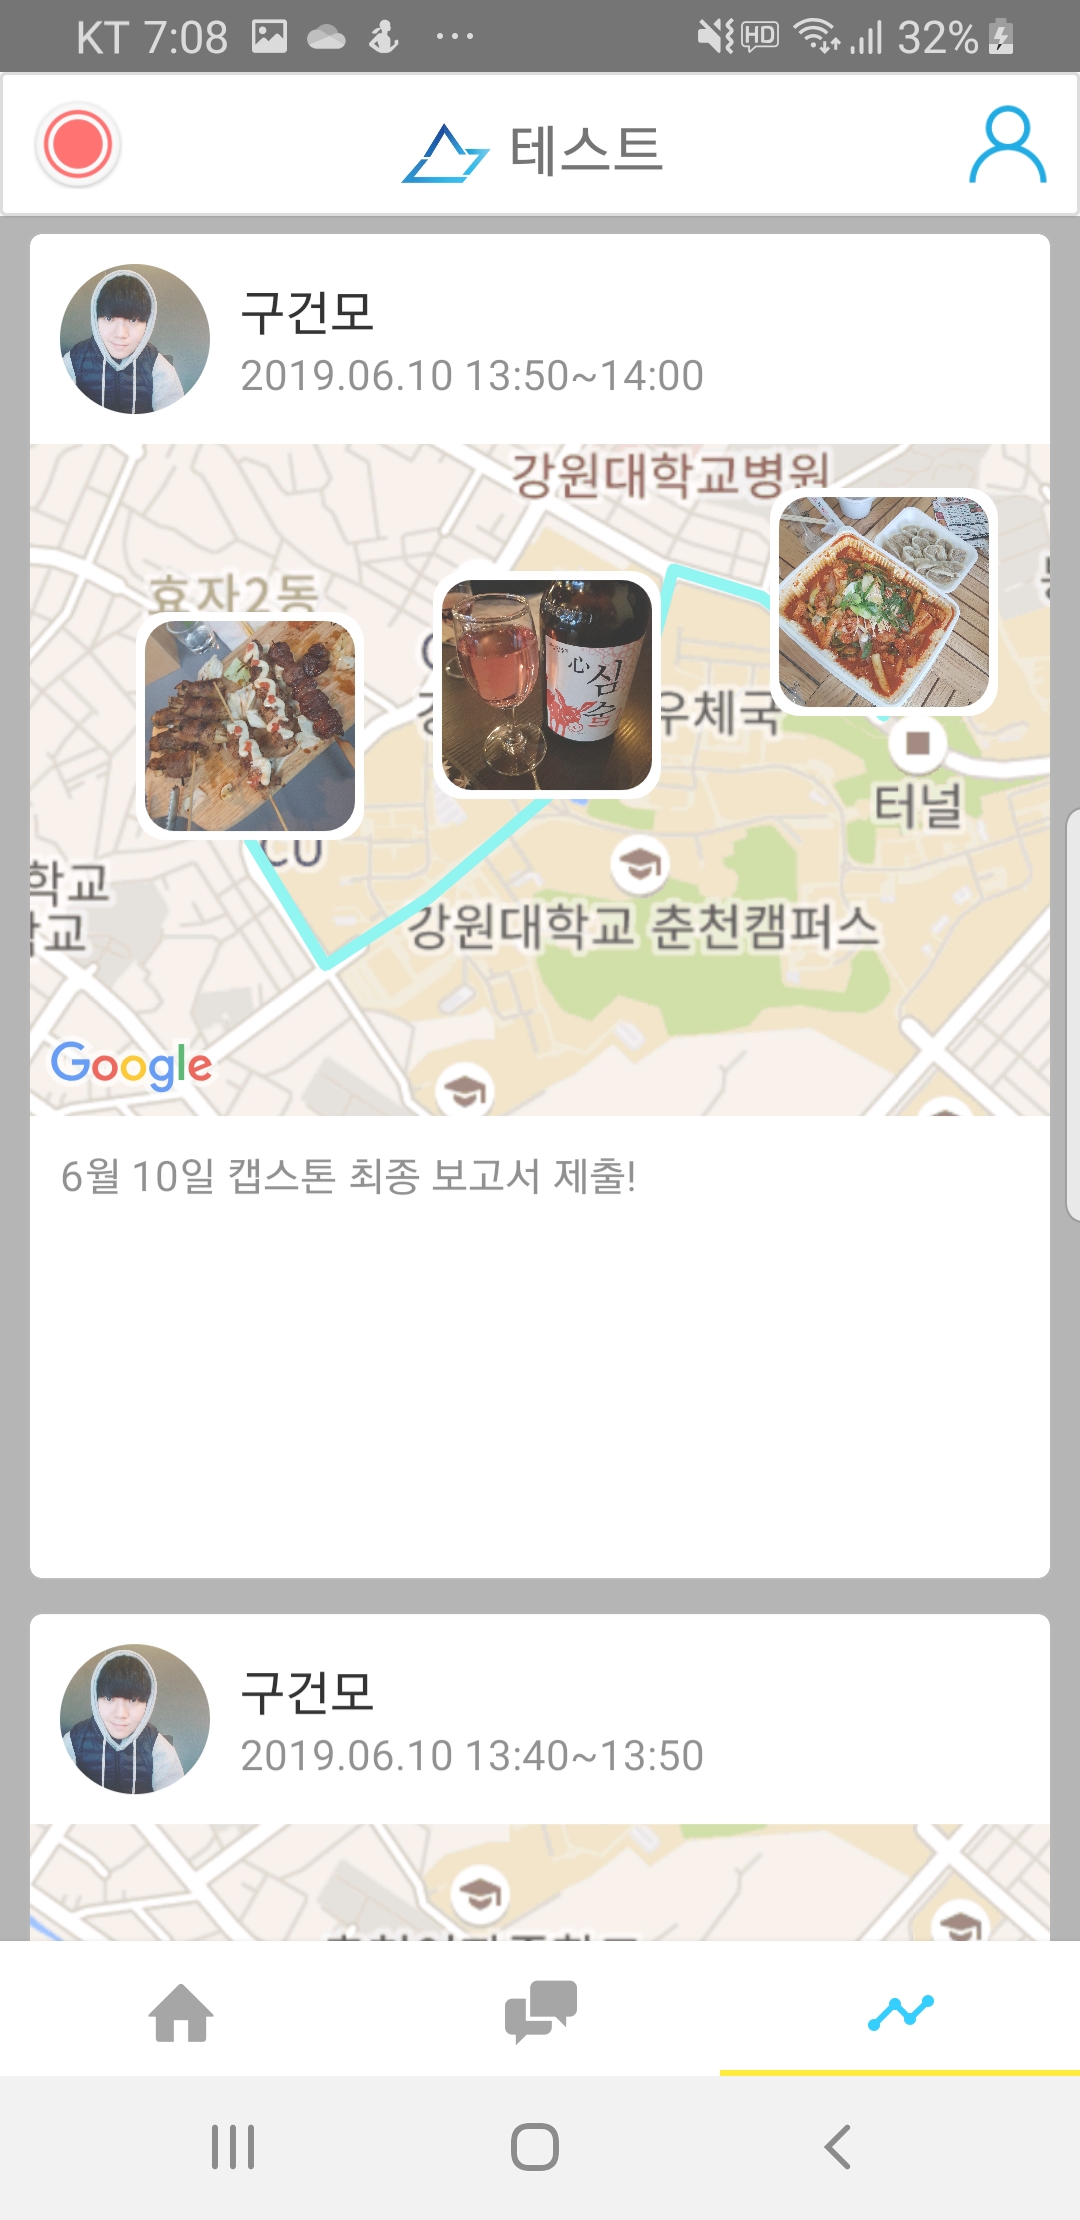 KT 7:08 HD 32%
테스트
구건모
2019.06.10 13:50~14:00
강원대학교병원
효자2동
우체국
心 심술
터널
CU
학교
학교
강원대학교 춘천캠퍼스
Google
6월 10일 캡스톤 최종 보고서 제출!
구건모
2019.06.10 13:40~13:50